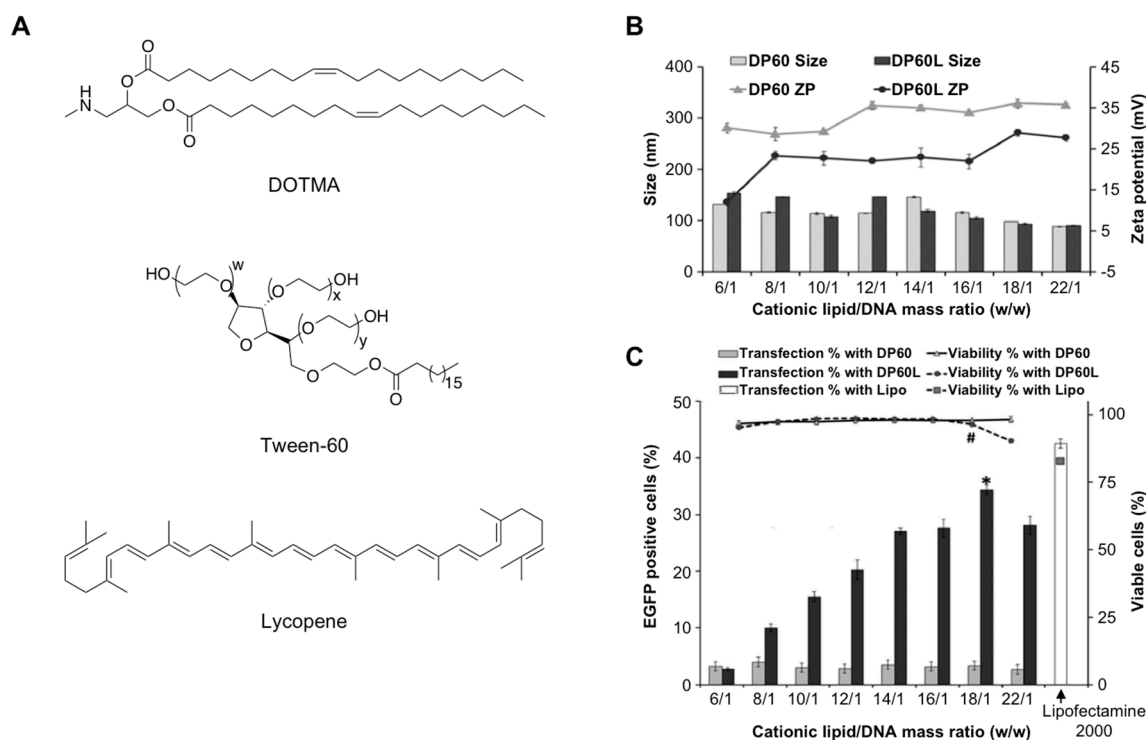 A
O
O
H
N
O
O
O
DOTMA
HO
w
O
O
OH
x
O
O
OH
y
O
O
O
15
Tween-60
Lycopene
B
DP60 Size
DP60L Size
DP60 ZP
DP60L ZP
400
300
200
100
0
Size (nm)
45
35
25
15
5
-5
Zeta potential (mV)
6/1 8/1 10/1 12/1 14/1 16/1 18/1 22/1
Cationic lipid/DNA mass ratio (w/w)
C
Transfection % with DP60
Viability % with DP60
Transfection % with DP60L
Viability % with DP60L
Transfection % with Lipo
Viability % with Lipo
50
40
30
20
10
0
EGFP positive cells (%)
#
*
100
75
50
25
0
Viable cells (%)
6/1 8/1 10/1 12/1 14/1 16/1 18/1 22/1
Lipofectamine
2000
Cationic lipid/DNA mass ratio (w/w)